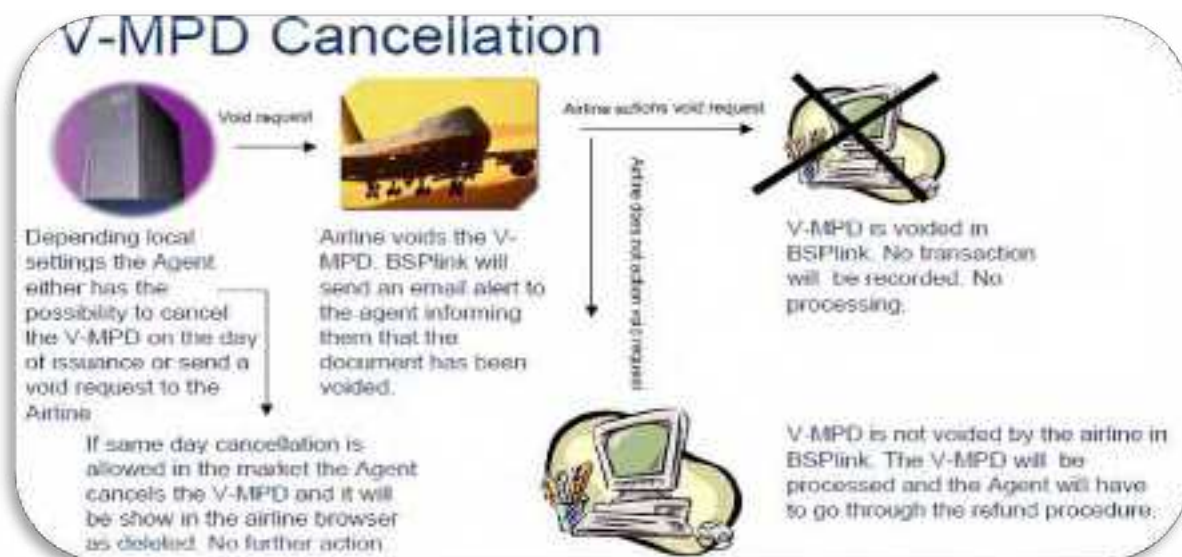 V-MPD Cancellation
Void request
Airline actions void request
Airline does not action void request
Depending local
settings the Agent
either has the
possibility to cancel
the V-MPD on the day
of issuance or send a
void request to the
Airline
Airline voids the V-
MPD. BSPlink will
send an email alert to
the agent informing
them that the
document has been
voided.
V-MPD is voided in
BSPlink. No transaction
will be recorded. No
processing.
If same day cancellation is
allowed in the market the Agent
cancels the V-MPD and it will
be show in the airline browser
as deleted. No further action
V-MPD is not voided by the airline in
BSPlink. The V-MPD will be
processed and the Agent will have
to go through the refund procedure.